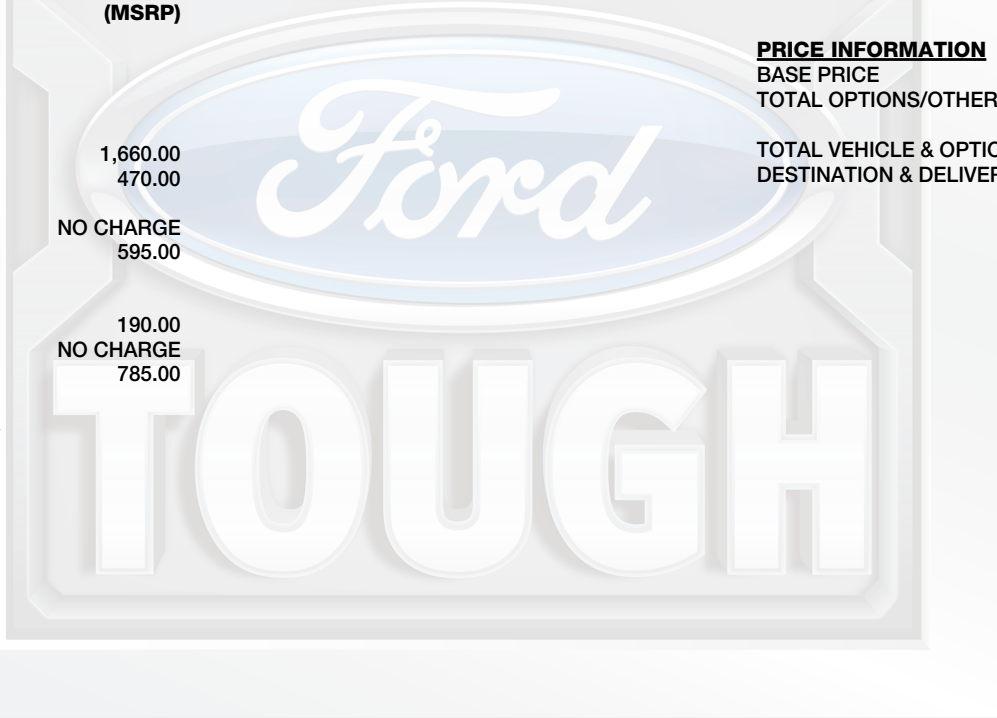 (MSRP)
1,660.00
470.00
NO CHARGE
595.00
190.00
NO CHARGE
785.00
PRICE INFORMATION
BASE PRICE
TOTAL OPTIONS/OTHER
TOTAL VEHICLE & OPTIO
DESTINATION & DELIVER
Ford
TOUGH